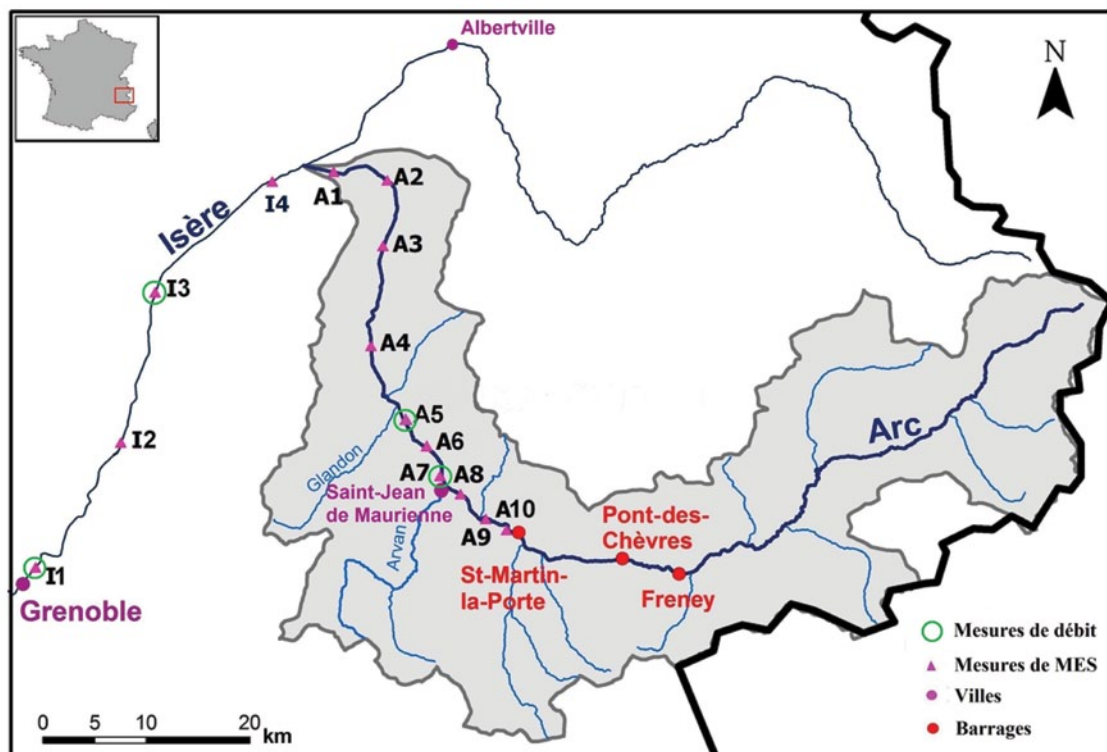 Albertville
N
A1
A2
I4
Isère
A3
I3
A4
A5
Arc
A6
I2
Glandon
A7
A8
Saint-Jean
de Maurienne
A10
A9
Pont-des-
Chèvres
Arvan
St-Martin-
la-Porte
Freney
I1
Grenoble
Mesures de débit
Mesures de MES
Villes
Barrages
0 5 10 20
km